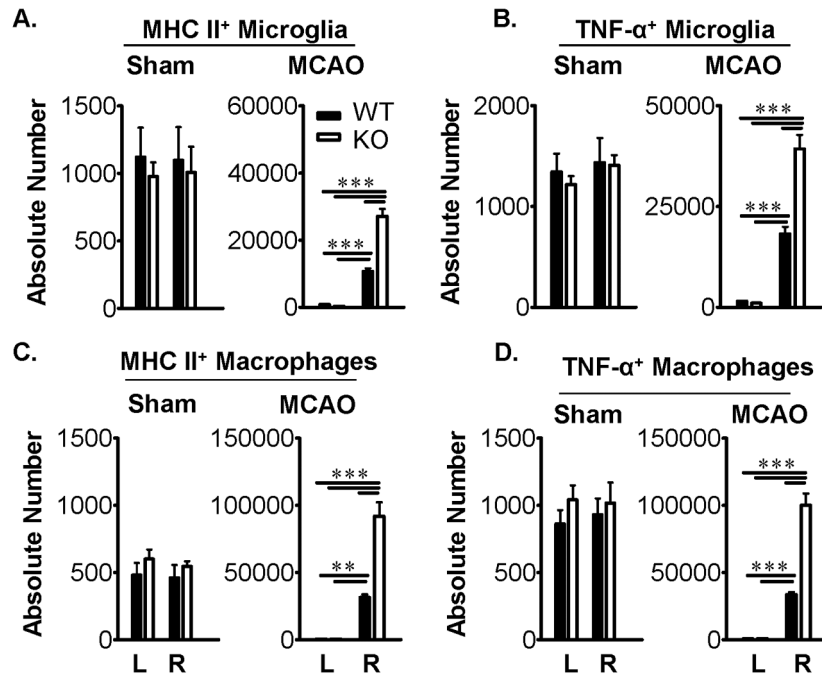 A.
MHC II⁺ Microglia
Sham
MCAO
Absolute Number
1500
1000
500
0
60000
40000
20000
0
WT
KO
***
***
B.
TNF-α⁺ Microglia
Sham
MCAO
Absolute Number
2000
1000
0
50000
25000
0
***
***
C.
MHC II⁺ Macrophages
Sham
MCAO
Absolute Number
1500
1000
500
0
L R
150000
100000
50000
0
***
**
L R
D.
TNF-α⁺ Macrophages
Sham
MCAO
Absolute Number
1500
1000
500
0
L R
150000
100000
50000
0
***
***
L R